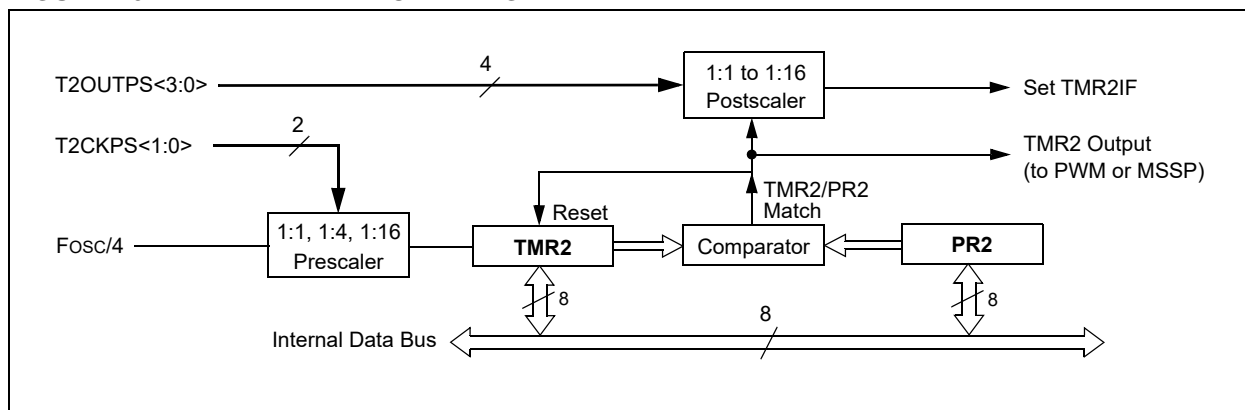 4
1:1 to 1:16
Postscaler
T2OUTPS<3:0>
Set TMR2IF
2
T2CKPS<1:0>
TMR2 Output
(to PWM or MSSP)
TMR2/PR2
Match
Reset
1:1, 1:4, 1:16
Prescaler
FOSC/4
TMR2
Comparator
PR2
8
8
8
Internal Data Bus